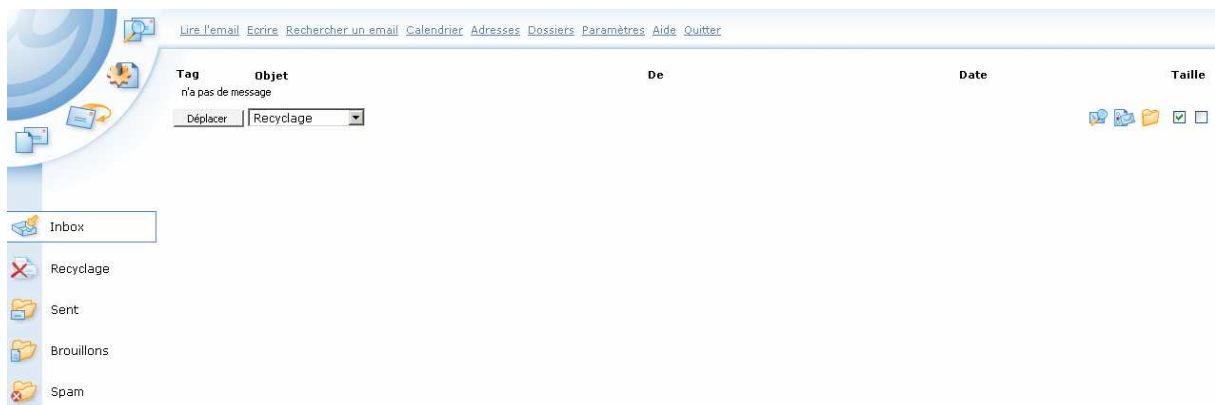 Lire l'email Ecrire Rechercher un email Calendrier Adresses Dossiers Paramètres Aide Quitter
Tag Objet De Date Taille
n'a pas de message
Déplacer Recyclage
Inbox
Recyclage
Sent
Brouillons
Spam